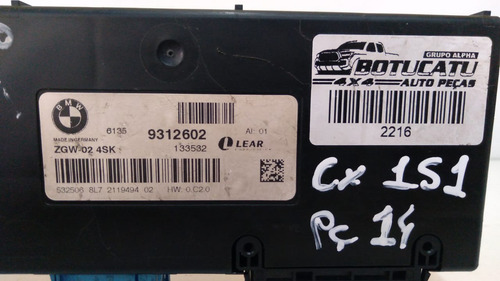 BMW
MADE IN GERMANY
6135 9312602 AI: 01
ZGW-02 4SK 133532 LEAR
532506 8L7 2119494 02 HW: 0.C2.0
GRUPO ALPHA
BOTUCATU
4X4 AUTO PEÇAS
2216
CX 151
PÇ 14